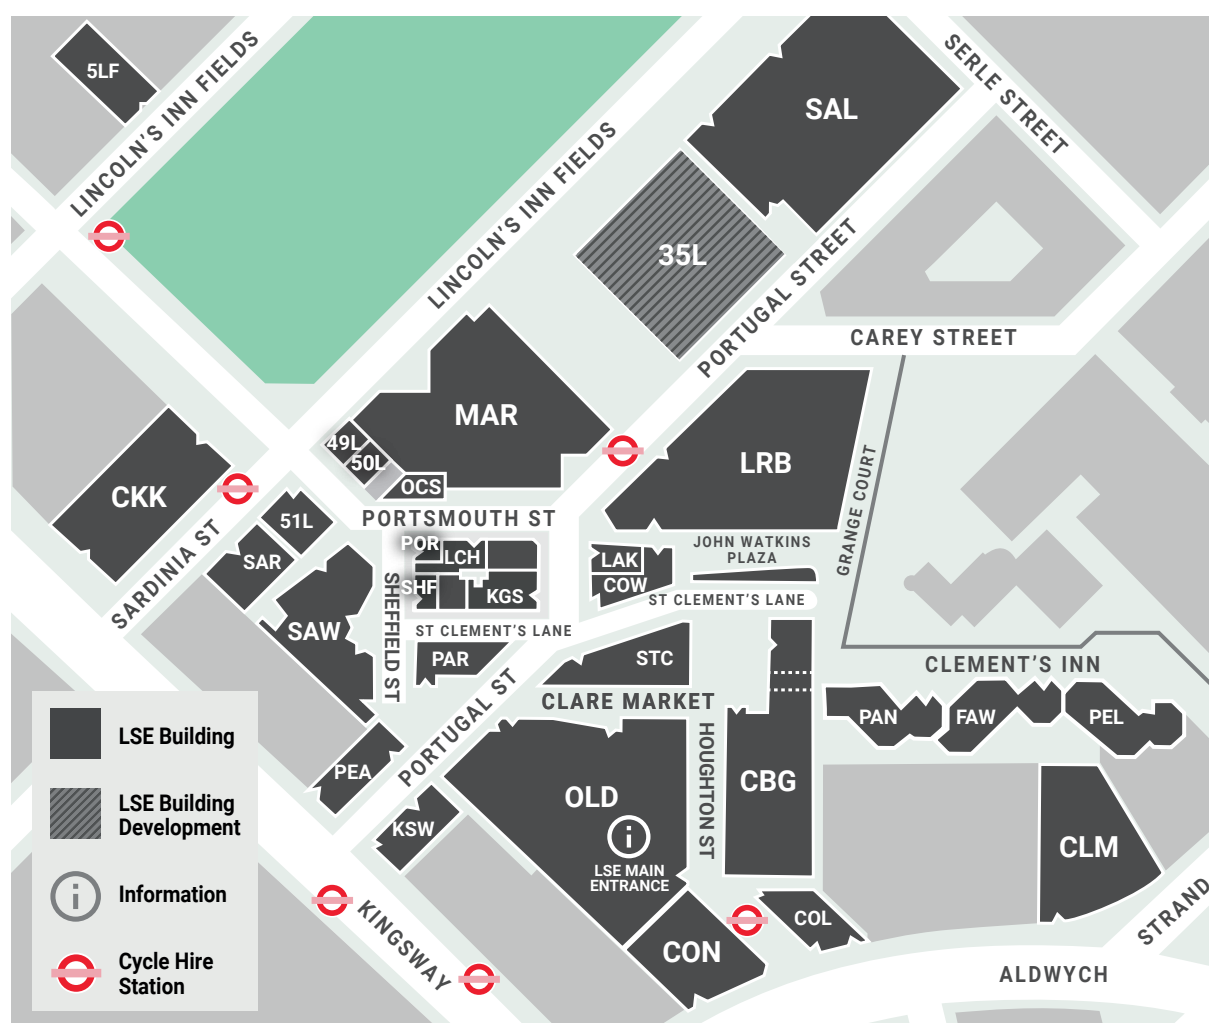 5LF
LINCOLN'S INN FIELDS
SERLE STREET
SAL
LINCOLN'S INN FIELDS
35L
PORTUGAL STREET
CAREY STREET
MAR
49L
50L
OCS
LRB
GRANGE COURT
CKK
SARDINIA ST
51L
SAR
PORTSMOUTH ST
POR
LCH
SHF
KGS
SHEFFIELD ST
JOHN WATKINS
PLAZA
LAK
COW
ST CLEMENT'S LANE
SAW
ST CLEMENT'S LANE
PAR
STC
CLEMENT'S INN
CLARE MARKET
PAN
FAW
PEL
PORTUGAL ST
HOUGHTON ST
PEA
KSW
OLD
LSE MAIN
ENTRANCE
CBG
CLM
COL
CON
STRAND
ALDWYCH
KINGSWAY
LSE Building
LSE Building
Development
i
Information
Cycle Hire
Station